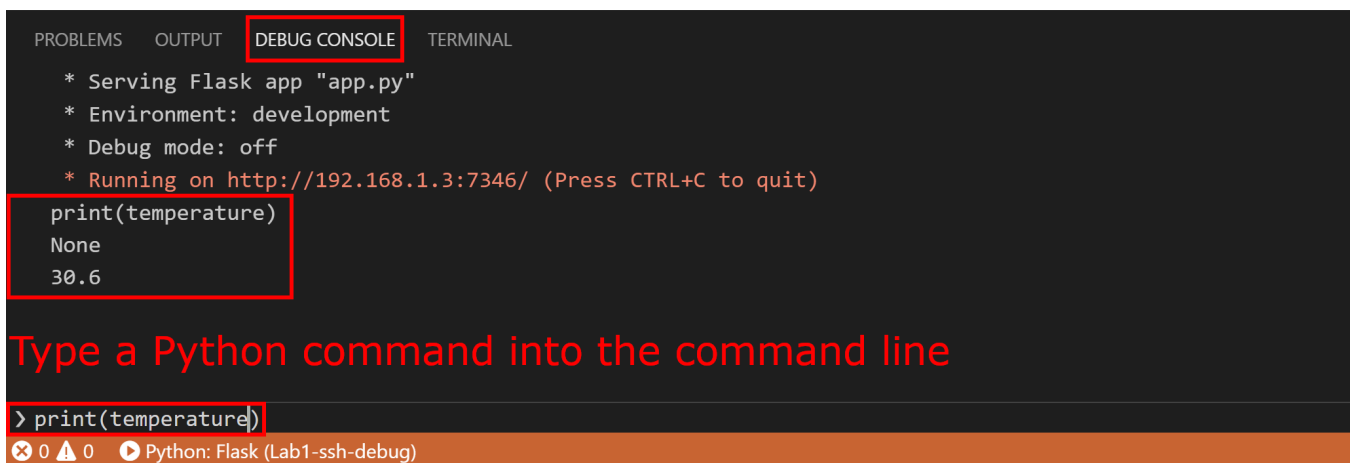 PROBLEMS OUTPUT DEBUG CONSOLE TERMINAL
* Serving Flask app "app.py"
* Environment: development
* Debug mode: off
* Running on http://192.168.1.3:7346/ (Press CTRL+C to quit)
print(temperature)
None
30.6
Type a Python command into the command line
> print(temperature)
0 0 Python: Flask (Lab1-ssh-debug)